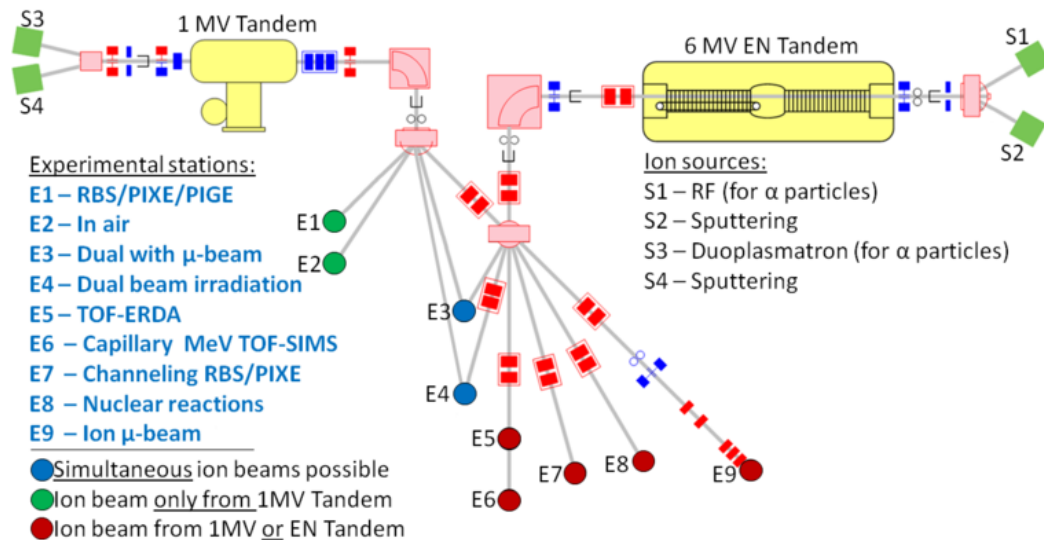 S3
1 MV Tandem
6 MV EN Tandem
S1
S4
S2
Experimental stations:
E1 – RBS/PIXE/PIGE
E2 – In air
E3 – Dual with μ-beam
E4 – Dual beam irradiation
E5 – TOF-ERDA
E6 – Capillary MeV TOF-SIMS
E7 – Channeling RBS/PIXE
E8 – Nuclear reactions
E9 – Ion μ-beam
Simultaneous ion beams possible
Ion beam only from 1MV Tandem
Ion beam from 1MV or EN Tandem
Ion sources:
S1 – RF (for α particles)
S2 – Sputtering
S3 – Duoplasmatron (for α particles)
S4 – Sputtering
E1
E2
E3
E4
E5
E6
E7
E8
E9